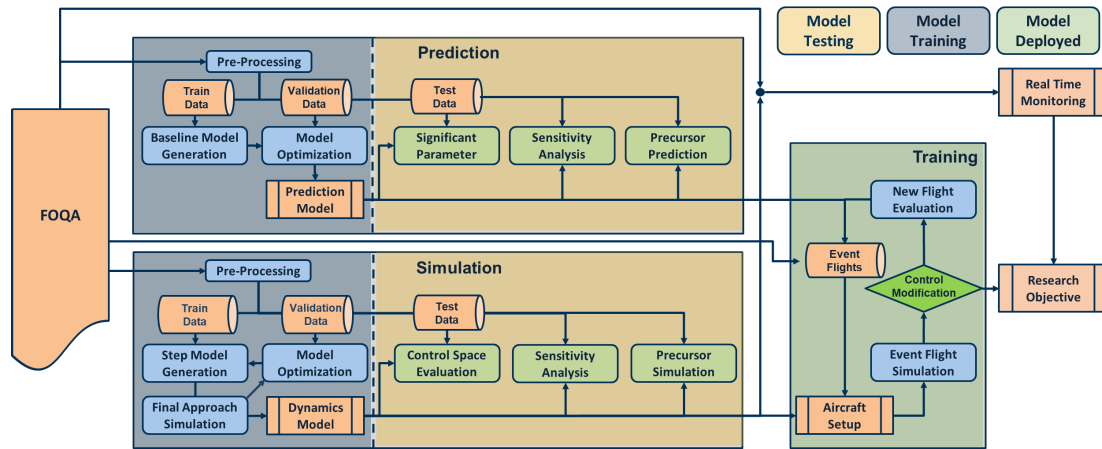 Model
Testing
Model
Training
Model
Deployed
FOQA
Prediction
Pre-Processing
Train
Data
Validation
Data
Test
Data
Baseline Model
Generation
Model
Optimization
Significant
Parameter
Sensitivity
Analysis
Precursor
Prediction
Prediction
Model
Simulation
Pre-Processing
Train
Data
Validation
Data
Test
Data
Step Model
Generation
Model
Optimization
Control Space
Evaluation
Sensitivity
Analysis
Precursor
Simulation
Final Approach
Simulation
Dynamics
Model
Training
New Flight
Evaluation
Event
Flights
Control
Modification
Event Flight
Simulation
Aircraft
Setup
Real Time
Monitoring
Research
Objective